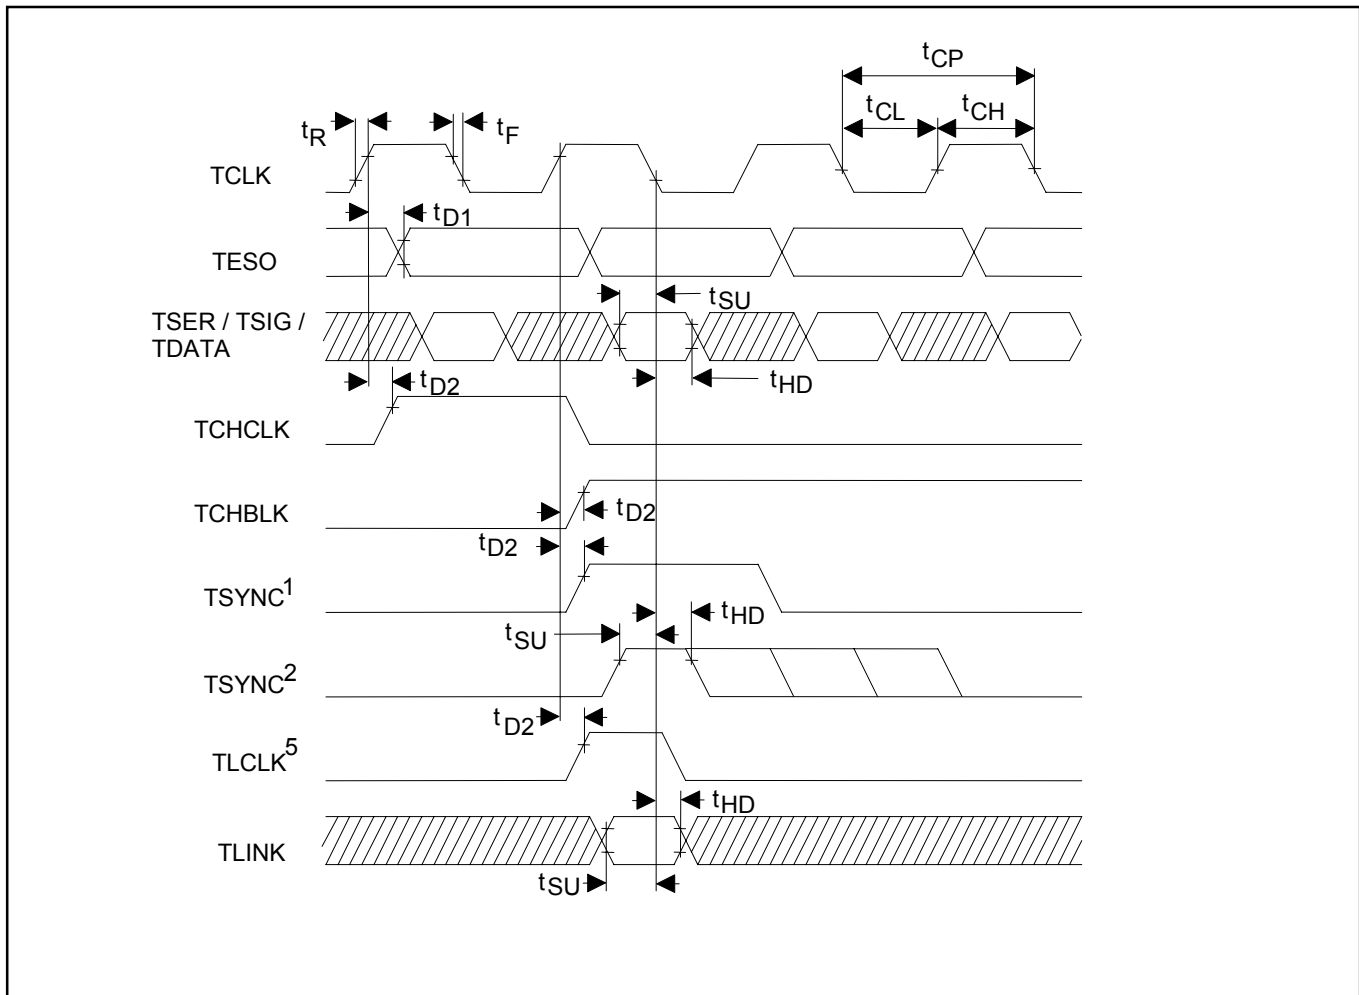 tCP
tCL tCH
tR tF
TCLK
tD1
TESO
tSU
TSER / TSIG /
TDATA
tHD
tD2
TCHCLK
TCHBLK
tD2
tD2
TSYNC1
tHD
tSU
TSYNC2
tD2
TLCLK5
tHD
TLINK
tSU